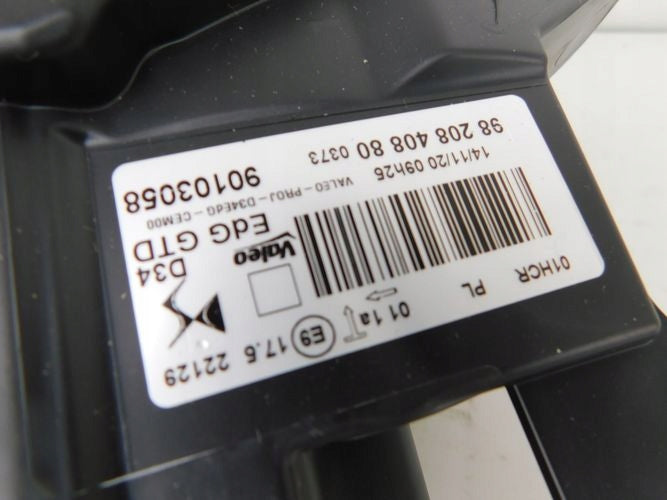 22129 17.6 E9 01 1a 01HCR PL
D34
EdG GTD
Valeo
VALEO - PROJ - D34EdG - CEM00
90103058
14/11/20 09h25
98 208 408 80 0373